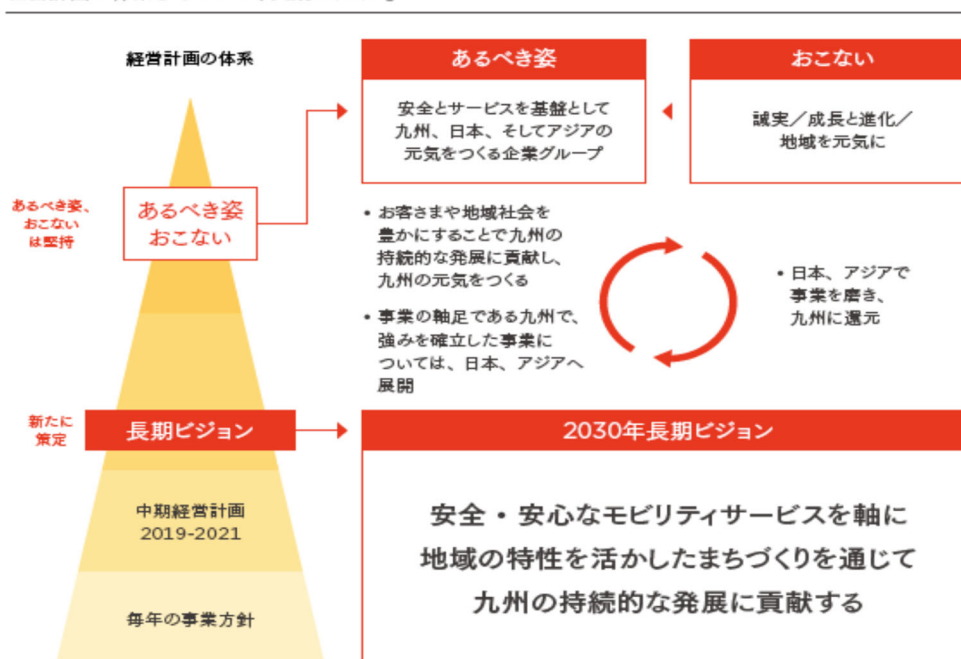 経営計画の体系
あるべき姿、
おこない
は堅持
あるべき姿
おこない
新たに
策定
長期ビジョン
中期経営計画
2019-2021
毎年の事業方針
あるべき姿
安全とサービスを基盤として
九州、日本、そしてアジアの
元気をつくる企業グループ
おこない
誠実／成長と進化／
地域を元気に
• お客さまや地域社会を
豊かにすることで九州の
持続的な発展に貢献し、
九州の元気をつくる
• 事業の軸足である九州で、
強みを確立した事業に
ついては、日本、アジアへ
展開
• 日本、アジアで
事業を磨き、
九州に還元
2030年長期ビジョン
安全・安心なモビリティサービスを軸に
地域の特性を活かしたまちづくりを通じて
九州の持続的な発展に貢献する